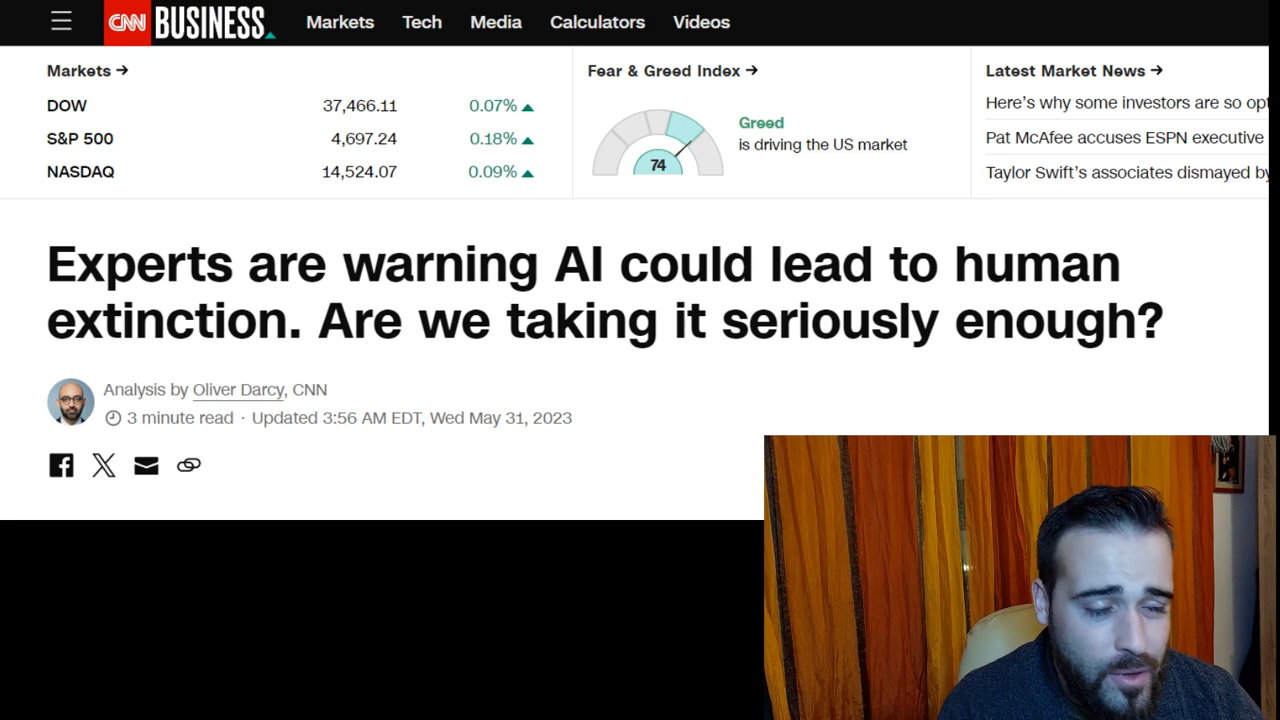 CNN BUSINESS Markets Tech Media Calculators Videos
Markets → Fear & Greed Index → Latest Market News →
DOW 37,466.11 0.07% ▲
S&P 500 4,697.24 0.18% ▲
NASDAQ 14,524.07 0.09% ▲
74
Greed
is driving the US market
Here's why some investors are so opt
Pat McAfee accuses ESPN executive
Taylor Swift's associates dismayed by
Experts are warning AI could lead to human
extinction. Are we taking it seriously enough?
Analysis by Oliver Darcy, CNN
3 minute read · Updated 3:56 AM EDT, Wed May 31, 2023